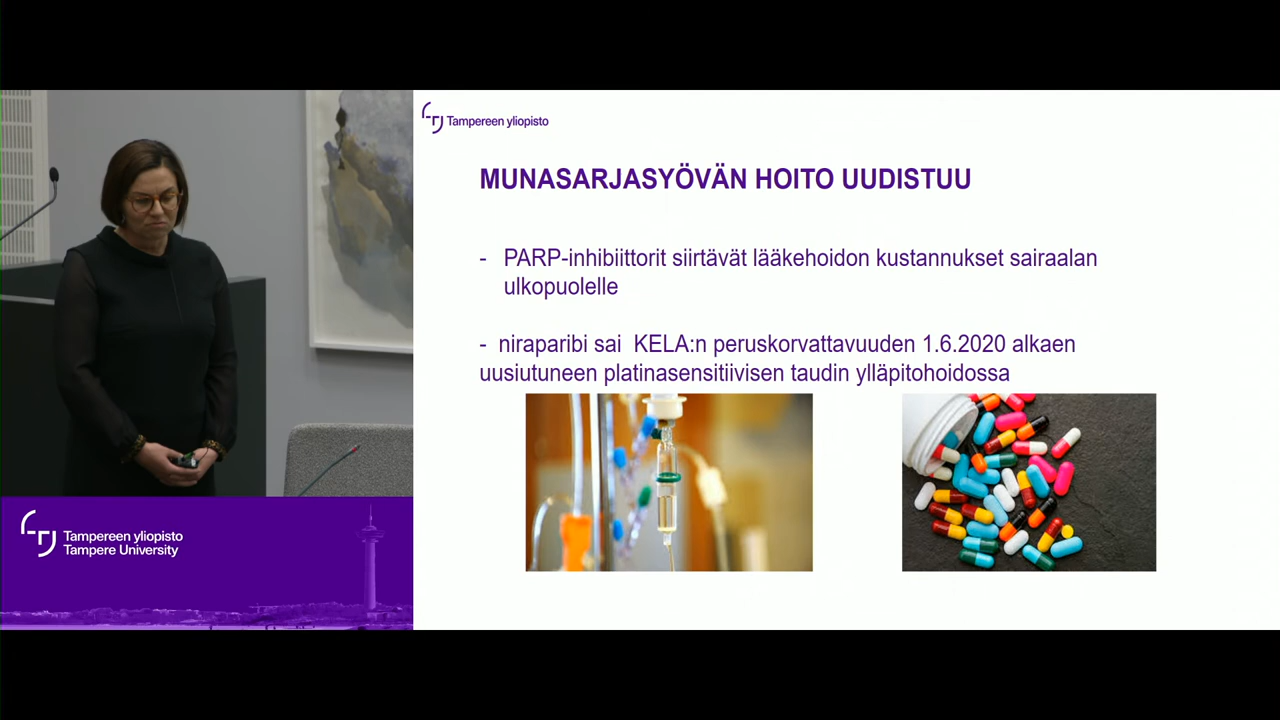 Tampereen yliopisto
MUNASARJASYÖVÄN HOITO UUDISTUU
- PARP-inhibiittorit siirtävät lääkehoidon kustannukset sairaalan
ulkopuolelle
- niraparibi sai KELA:n peruskorvattavuuden 1.6.2020 alkaen
uusiutuneen platinasensitiivisen taudin ylläpitohoidossa
Tampereen yliopisto
Tampere University